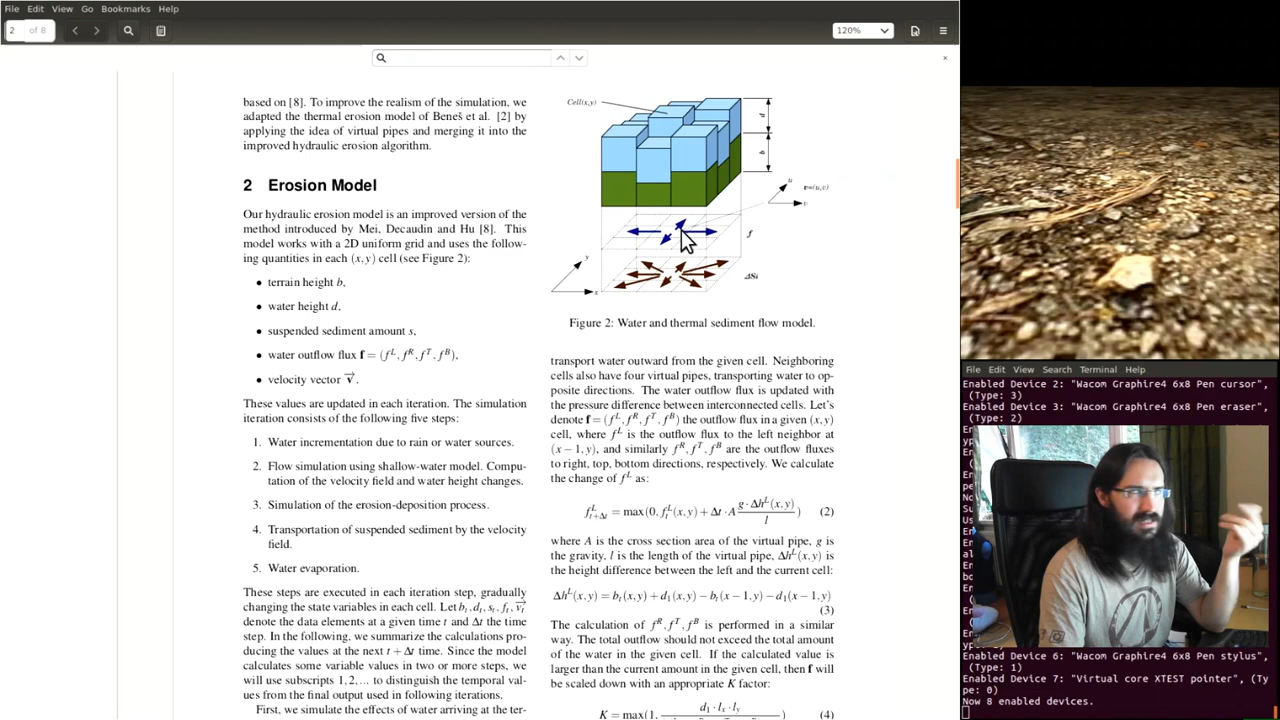 File Edit View Go Bookmarks Help
2 of 8
120%
based on [8]. To improve the realism of the simulation, we
adapted the thermal erosion model of Beneš et al. [2] by
applying the idea of virtual pipes and merging it into the
improved hydraulic erosion algorithm.
2 Erosion Model
Our hydraulic erosion model is an improved version of the
method introduced by Mei, Decaudin and Hu [8]. This
model works with a 2D uniform grid and uses the follow-
ing quantities in each (x,y) cell (see Figure 2):
• terrain height b,
• water height d,
• suspended sediment amount s,
• water outflow flux f = (f^L, f^R, f^T, f^B),
• velocity vector v⃗.
These values are updated in each iteration. The simulation
iteration consists of the following five steps:
1. Water incrementation due to rain or water sources.
2. Flow simulation using shallow-water model. Compu-
tation of the velocity field and water height changes.
3. Simulation of the erosion-deposition process.
4. Transportation of suspended sediment by the velocity
field.
5. Water evaporation.
These steps are executed in each iteration step, gradually
changing the state variables in each cell. Let b_t, d_t, s_t, f_t, v⃗_t
denote the data elements at a given time t and Δt the time
step. In the following, we summarize the calculations pro-
ducing the values at the next t + Δt time. Since the model
calculates some variable values in two or more steps, we
will use subscripts 1,2,... to distinguish the temporal val-
ues from the final output used in following iterations.
First, we simulate the effects of water arriving at the ter-
Cell(x,y)
d
b
u
v=(u,v)
v
f
y
x
ΔSi
Figure 2: Water and thermal sediment flow model.
transport water outward from the given cell. Neighboring
cells also have four virtual pipes, transporting water to op-
posite directions. The water outflow flux is updated with
the pressure difference between interconnected cells. Let's
denote f = (f^L, f^R, f^T, f^B) the outflow flux in a given (x,y)
cell, where f^L is the outflow flux to the left neighbor at
(x−1,y), and similarly f^R, f^T, f^B are the outflow fluxes
to right, top, bottom directions, respectively. We calculate
the change of f^L as:
f^L_{t+Δt} = max(0, f^L_t(x,y) + Δt · A g·Δh^L(x,y) / l) (2)
where A is the cross section area of the virtual pipe, g is
the gravity, l is the length of the virtual pipe, Δh^L(x,y) is
the height difference between the left and the current cell:
Δh^L(x,y) = b_t(x,y) + d_1(x,y) − b_t(x−1,y) − d_1(x−1,y)
(3)
The calculation of f^R, f^T, f^B is performed in a similar
way. The total outflow should not exceed the total amount
of the water in the given cell. If the calculated value is
larger than the current amount in the given cell, then f will
be scaled down with an appropriate K factor:
K = max(1, d_1 · l_x · l_y (4)
File Edit View Search Terminal Help
Enabled Device 2: "Wacom Graphire4 6x8 Pen cursor",
(Type: 3)
Enabled Device 3: "Wacom Graphire4 6x8 Pen eraser",
(Type: 2)
Enabled Device 6: "Wacom Graphire4 6x8 Pen stylus",
(Type: 1)
Enabled Device 7: "Virtual core XTEST pointer", (Ty
pe: 0)
Now 8 enabled devices.